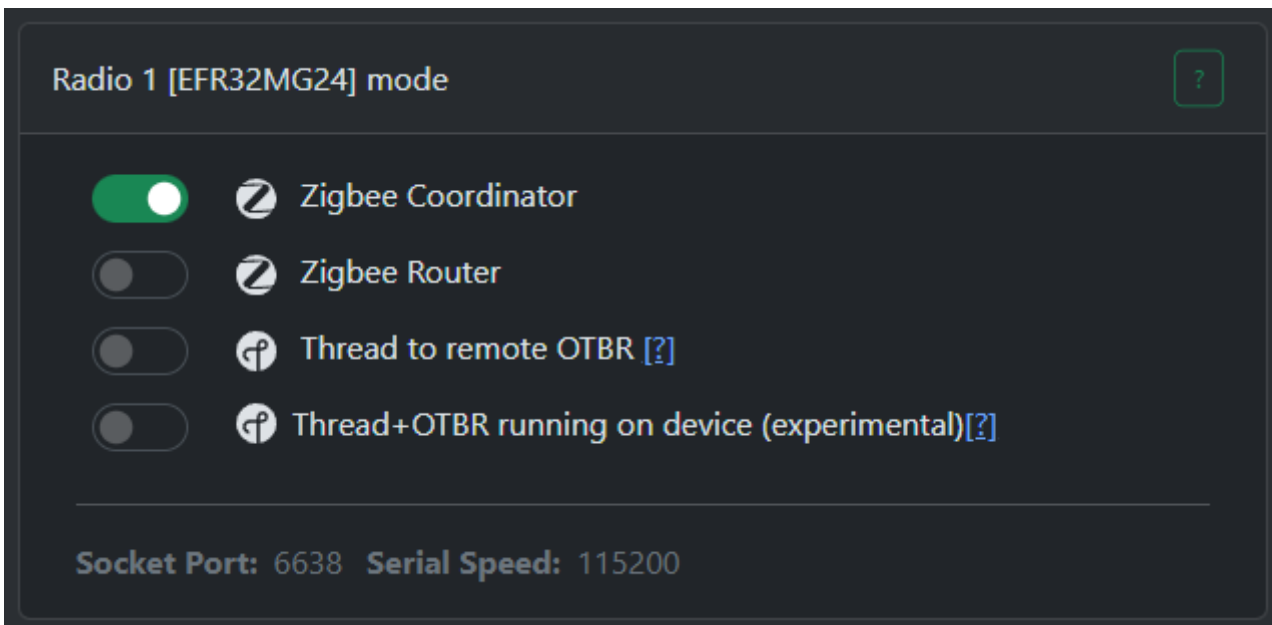 Radio 1 [EFR32MG24] mode
?
Zigbee Coordinator
Zigbee Router
Thread to remote OTBR [?]
Thread+OTBR running on device (experimental)[?]
Socket Port: 6638 Serial Speed: 115200